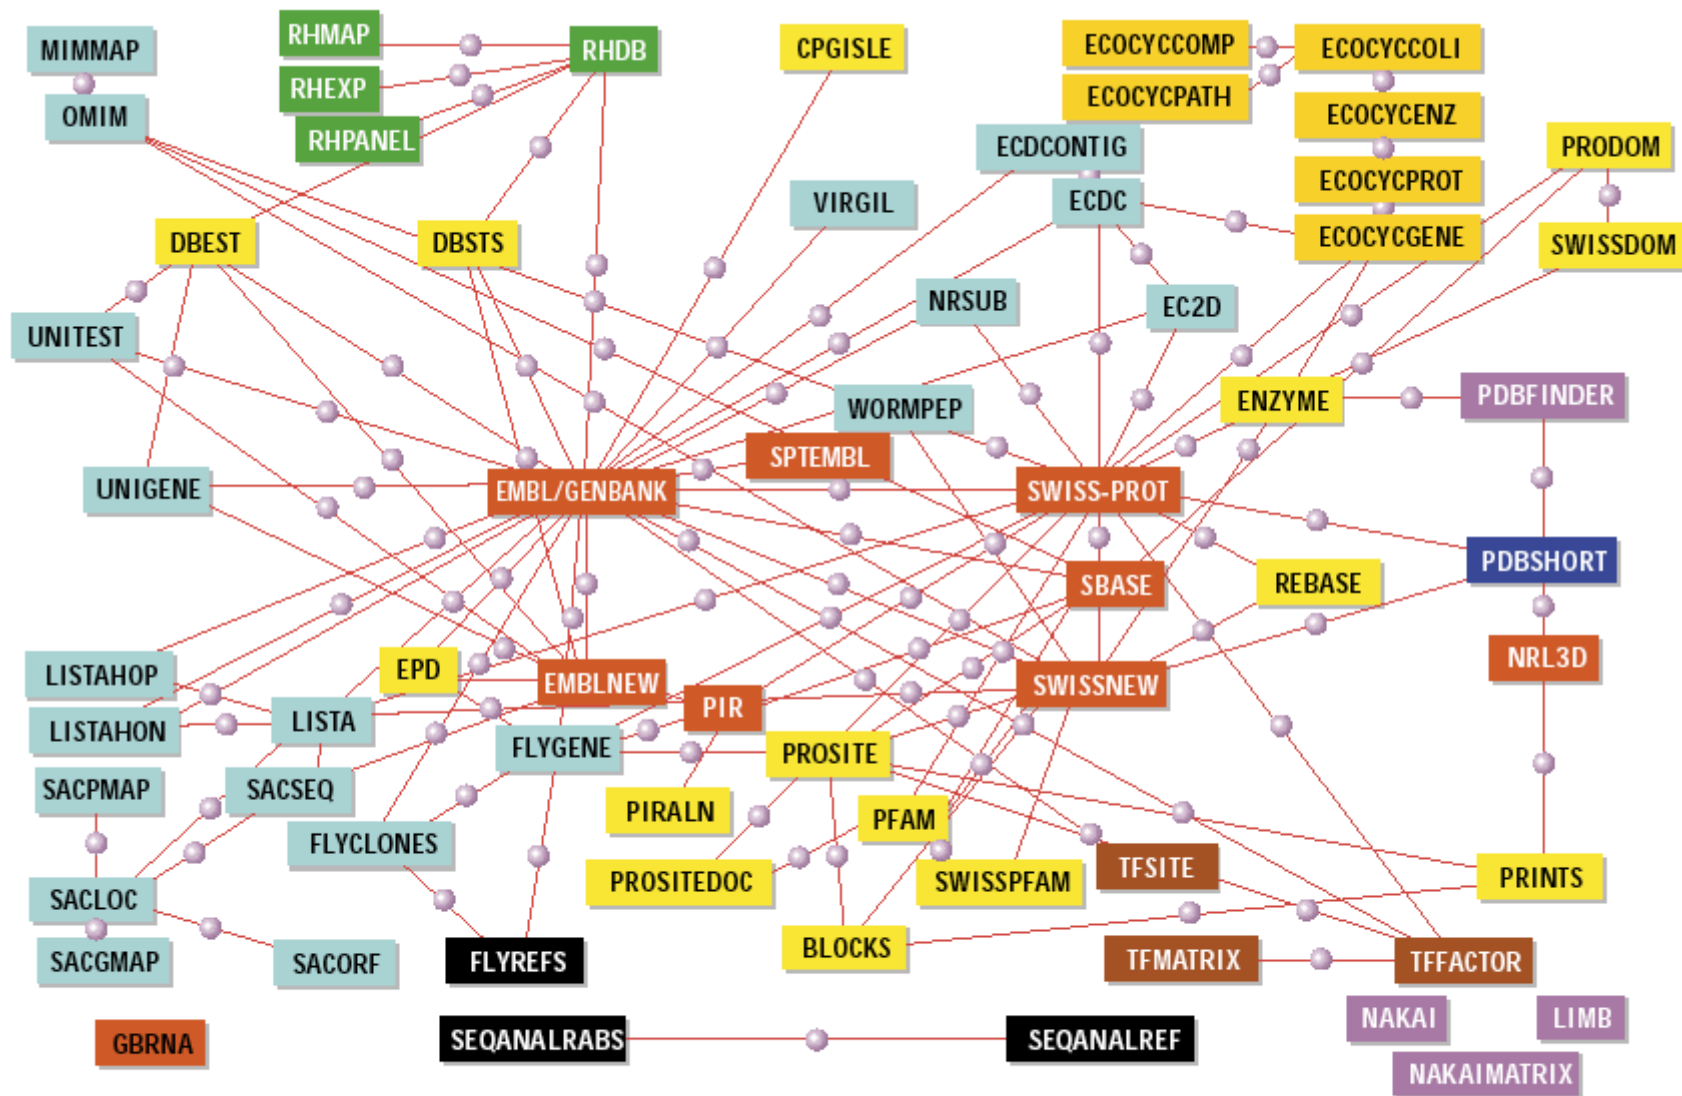 MIMMAP
RHMAP
RHDB
CPGISLE
ECOCYCCOMP
ECOCYCCOLI
RHEXP
ECOCYCPATH
OMIM
ECOCYCENZ
RHPANEL
ECDCONTIG
PRODOM
ECOCYCPROT
VIRGIL
ECDC
DBEST
DBSTS
ECOCYCGENE
SWISSDOM
NRSUB
EC2D
UNITEST
WORMPEP
ENZYME
PDBFINDER
SPTEMBL
UNIGENE
EMBL/GENBANK
SWISS-PROT
PDBSHORT
SBASE
REBASE
LISTAHOP
EPD
EMBLNEW
SWISSNEW
NRL3D
PIR
LISTAHON
LISTA
FLYGENE
PROSITE
SACPMAP
SACSEQ
PIRALN
PFAM
FLYCLONES
TFSITE
PROSITEDOC
SWISSPFAM
PRINTS
SACLOC
BLOCKS
SACGMAP
SACORF
FLYREFS
TFMATRIX
TFFACTOR
NAKAI
LIMB
GBRNA
SEQANALRABS
SEQANALREF
NAKAIMATRIX